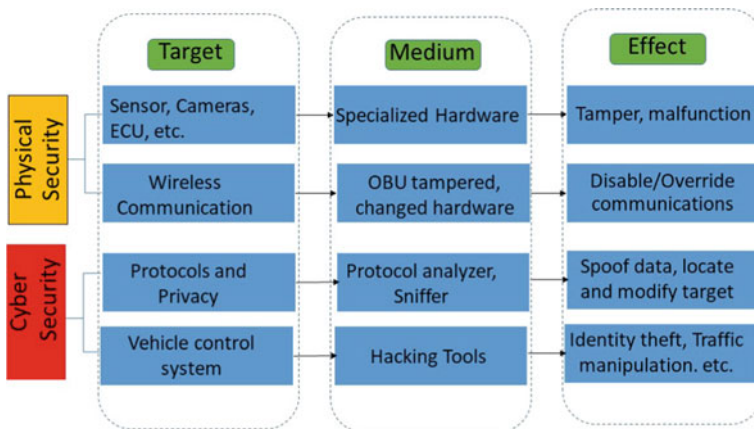 Target
Medium
Effect
Physical
Security
Sensor, Cameras,
ECU, etc.
Specialized Hardware
Tamper, malfunction
Wireless
Communication
OBU tampered,
changed hardware
Disable/Override
communications
Cyber
Security
Protocols and
Privacy
Protocol analyzer,
Sniffer
Spoof data, locate
and modify target
Vehicle control
system
Hacking Tools
Identity theft, Traffic
manipulation. etc.